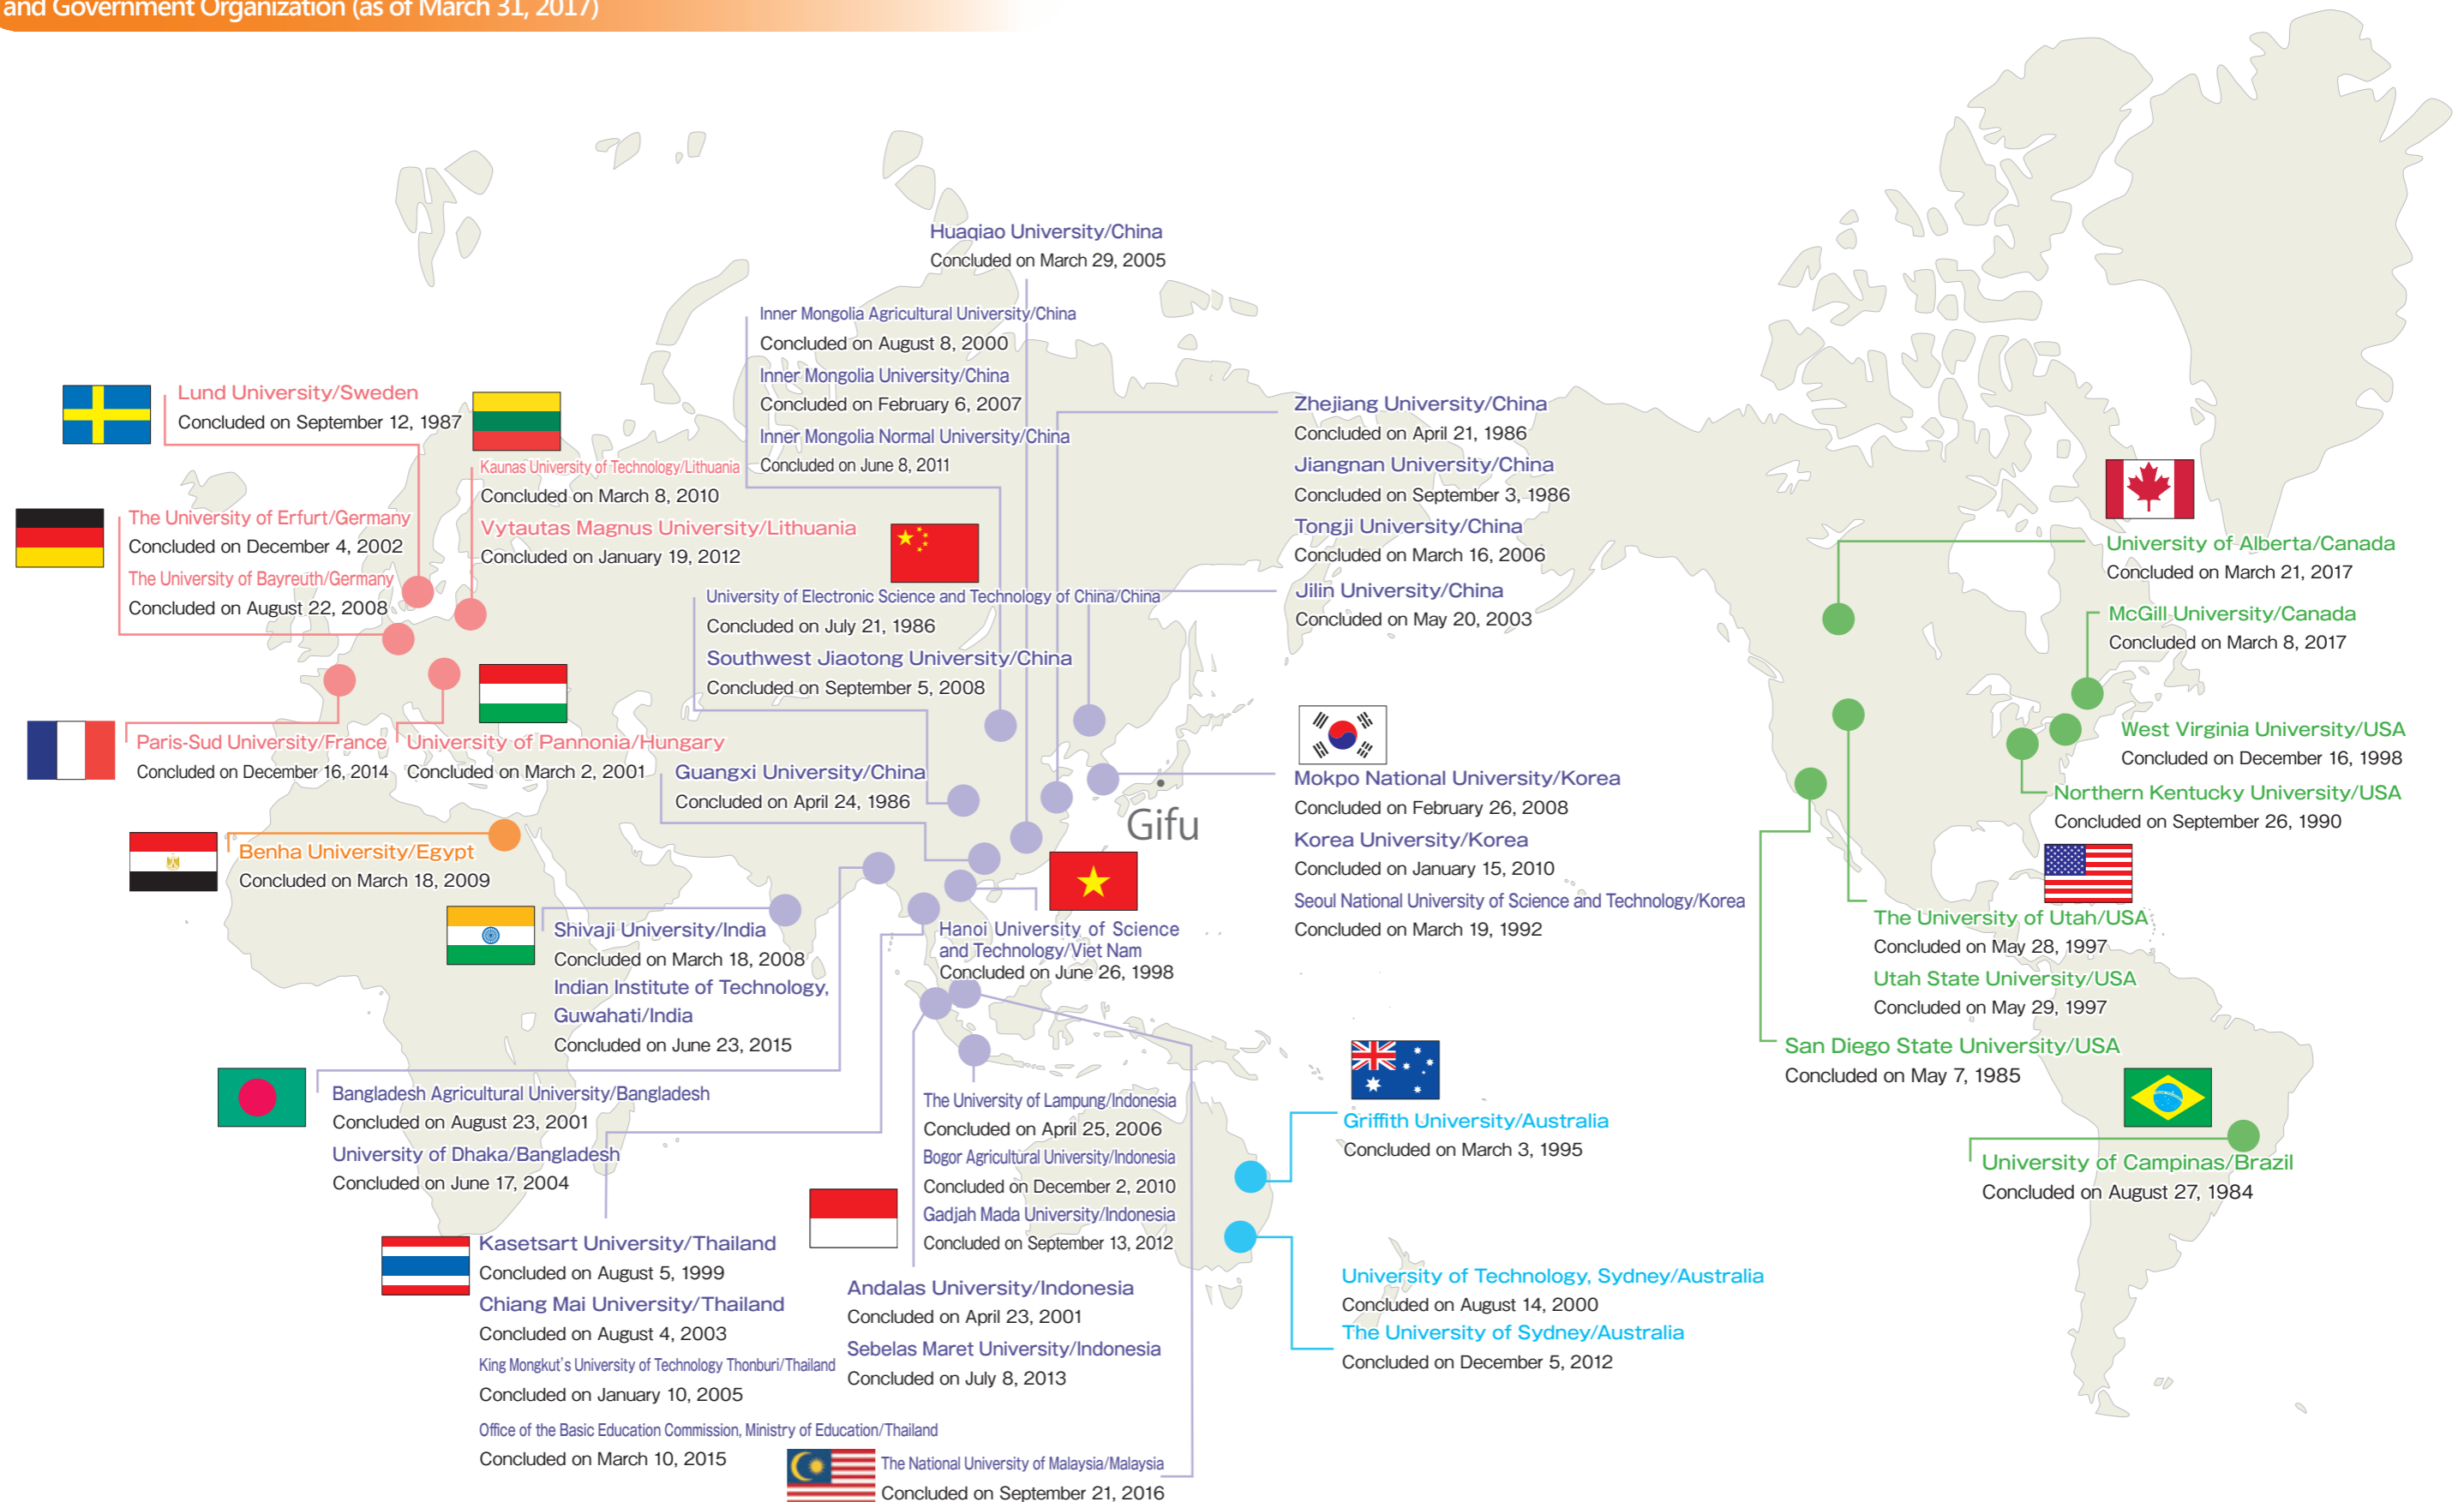 and Government Organization (as of March 31, 2017)
Huaqiao University/China
Concluded on March 29, 2005
Inner Mongolia Agricultural University/China
Concluded on August 8, 2000
Inner Mongolia University/China
Concluded on February 6, 2007
Inner Mongolia Normal University/China
Concluded on June 8, 2011
Lund University/Sweden
Concluded on September 12, 1987
Kaunas University of Technology/Lithuania
Concluded on March 8, 2010
Vytautas Magnus University/Lithuania
Concluded on January 19, 2012
The University of Erfurt/Germany
Concluded on December 4, 2002
The University of Bayreuth/Germany
Concluded on August 22, 2008
University of Electronic Science and Technology of China/China
Concluded on July 21, 1986
Southwest Jiaotong University/China
Concluded on September 5, 2008
Zhejiang University/China
Concluded on April 21, 1986
Jiangnan University/China
Concluded on September 3, 1986
Tongji University/China
Concluded on March 16, 2006
Jilin University/China
Concluded on May 20, 2003
University of Alberta/Canada
Concluded on March 21, 2017
McGill University/Canada
Concluded on March 8, 2017
West Virginia University/USA
Concluded on December 16, 1998
Northern Kentucky University/USA
Concluded on September 26, 1990
Paris-Sud University/France
Concluded on December 16, 2014
University of Pannonia/Hungary
Concluded on March 2, 2001
Guangxi University/China
Concluded on April 24, 1986
Gifu
Mokpo National University/Korea
Concluded on February 26, 2008
Korea University/Korea
Concluded on January 15, 2010
Seoul National University of Science and Technology/Korea
Concluded on March 19, 1992
Benha University/Egypt
Concluded on March 18, 2009
Shivaji University/India
Concluded on March 18, 2008
Indian Institute of Technology,
Guwahati/India
Concluded on June 23, 2015
Hanoi University of Science
and Technology/Viet Nam
Concluded on June 26, 1998
The University of Utah/USA
Concluded on May 28, 1997
Utah State University/USA
Concluded on May 29, 1997
San Diego State University/USA
Concluded on May 7, 1985
Bangladesh Agricultural University/Bangladesh
Concluded on August 23, 2001
University of Dhaka/Bangladesh
Concluded on June 17, 2004
The University of Lampung/Indonesia
Concluded on April 25, 2006
Bogor Agricultural University/Indonesia
Concluded on December 2, 2010
Gadjah Mada University/Indonesia
Concluded on September 13, 2012
Griffith University/Australia
Concluded on March 3, 1995
University of Campinas/Brazil
Concluded on August 27, 1984
Kasetsart University/Thailand
Concluded on August 5, 1999
Chiang Mai University/Thailand
Concluded on August 4, 2003
King Mongkut's University of Technology Thonburi/Thailand
Concluded on January 10, 2005
Office of the Basic Education Commission, Ministry of Education/Thailand
Concluded on March 10, 2015
Andalas University/Indonesia
Concluded on April 23, 2001
Sebelas Maret University/Indonesia
Concluded on July 8, 2013
University of Technology, Sydney/Australia
Concluded on August 14, 2000
The University of Sydney/Australia
Concluded on December 5, 2012
The National University of Malaysia/Malaysia
Concluded on September 21, 2016